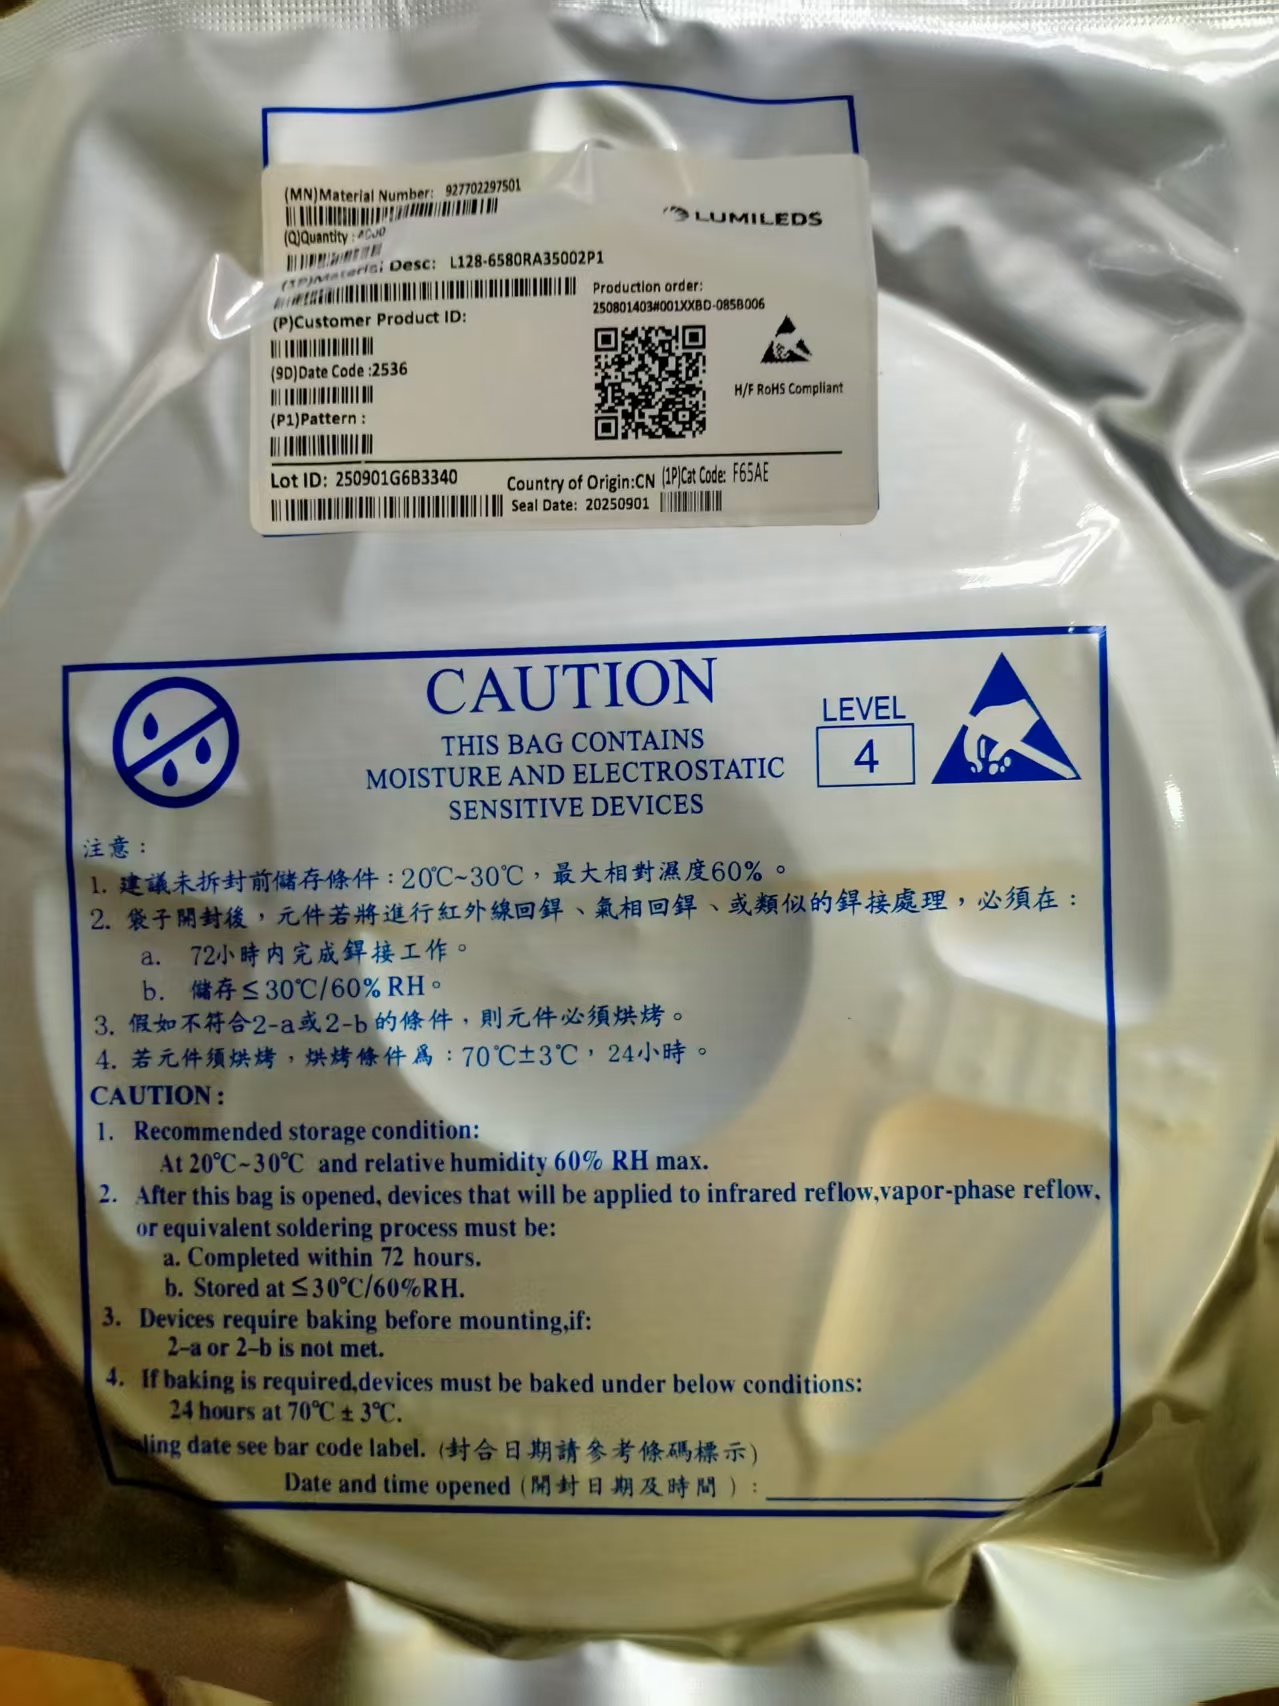 (MN)Material Number: 927702297501
LUMILEDS
(Q)Quantity :
(1P)Material Desc: L128-6580RA35002P1
Production order:
250801403#001XXBD-085B006
(P)Customer Product ID:
(9D)Date Code :2536
H/F RoHS Compliant
(P1)Pattern :
Lot ID: 250901G6B3340
Country of Origin:CN
(1P)Cat Code: F65AE
Seal Date: 20250901
CAUTION
THIS BAG CONTAINS
MOISTURE AND ELECTROSTATIC
SENSITIVE DEVICES
LEVEL
4
注意：
1. 建議未拆封前儲存條件：20℃~30℃，最大相對濕度60%。
2. 袋子開封後，元件若將進行紅外線回銲、氣相回銲、或類似的銲接處理，必須在：
a. 72小時内完成銲接工作。
b. 儲存≦30℃/60% RH。
3. 假如不符合2-a或2-b的條件，則元件必須烘烤。
4. 若元件須烘烤，烘烤條件爲：70℃±3℃，24小時。
CAUTION:
1. Recommended storage condition:
At 20℃~30℃ and relative humidity 60% RH max.
2. After this bag is opened, devices that will be applied to infrared reflow,vapor-phase reflow,
or equivalent soldering process must be:
a. Completed within 72 hours.
b. Stored at ≦30℃/60%RH.
3. Devices require baking before mounting,if:
2-a or 2-b is not met.
4. If baking is required,devices must be baked under below conditions:
24 hours at 70℃ ± 3℃.
date see bar code label. (封合日期請參考條碼標示)
Date and time opened (開封日期及時間)：